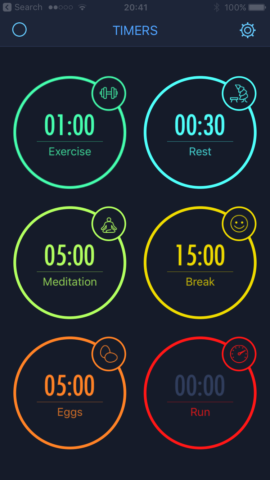 Search 20:41 100%
TIMERS
01:00 00:30
Exercise Rest
05:00 15:00
Meditation Break
05:00 00:00
Eggs Run